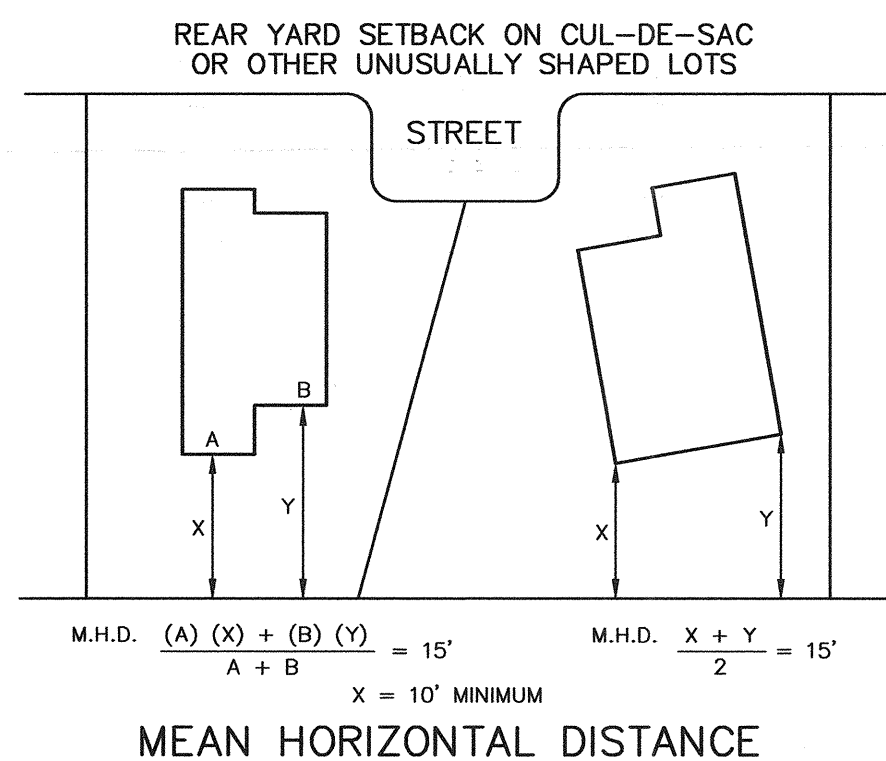 REAR YARD SETBACK ON CUL-DE-SAC
OR OTHER UNUSUALLY SHAPED LOTS
STREET
B
A
X
Y
X
Y
M.H.D. (A) (X) + (B) (Y) / A + B = 15'
M.H.D. X + Y / 2 = 15'
X = 10' MINIMUM
MEAN HORIZONTAL DISTANCE